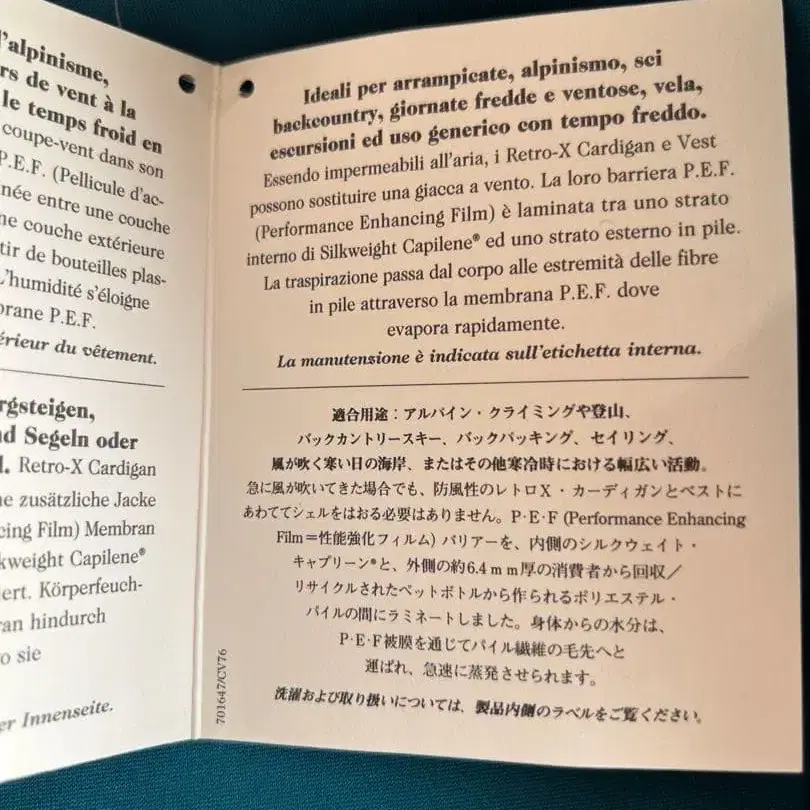 l'alpinisme,
rs de vent à la
le temps froid en
coupe-vent dans son
P.E.F. (Pellicule d'ac-
née entre une couche
ne couche extérieure
tir de bouteilles plas-
L'humidité s'éloigne
brane P.E.F.
érieur du vêtement.
rgsteigen,
nd Segeln oder
l. Retro-X Cardigan
ne zusätzliche Jacke
cing Film) Membran
kweight Capilene®
iert. Körperfeuch-
ran hindurch
o sie
er Innenseite.
Ideali per arrampicate, alpinismo, sci
backcountry, giornate fredde e ventose, vela,
escursioni ed uso generico con tempo freddo.
Essendo impermeabili all'aria, i Retro-X Cardigan e Vest
possono sostituire una giacca a vento. La loro barriera P.E.F.
(Performance Enhancing Film) è laminata tra uno strato
interno di Silkweight Capilene® ed uno strato esterno in pile.
La traspirazione passa dal corpo alle estremità delle fibre
in pile attraverso la membrana P.E.F. dove
evapora rapidamente.
La manutensione è indicata sull'etichetta interna.
適合用途：アルパイン・クライミングや登山、
バックカントリースキー、バックパッキング、セイリング、
風が吹く寒い日の海岸、またはその他寒冷時における幅広い活動。
急に風が吹いてきた場合でも、防風性のレトロX・カーディガンとベストに
あわててシェルをはおる必要はありません。P・E・F (Performance Enhancing
Film＝性能強化フィルム) バリアーを、内側のシルクウェイト・
キャプリーン®と、外側の約6.4mm厚の消費者から回収／
リサイクルされたペットボトルから作られるポリエステル・
パイルの間にラミネートしました。身体からの水分は、
P・E・F被膜を通じてパイル繊維の毛先へと
運ばれ、急速に蒸発させられます。
洗濯および取り扱いについては、製品内側のラベルをご覧ください。
701647/CV76